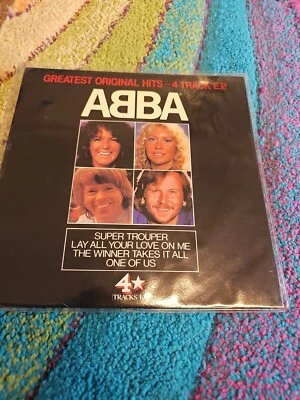 GREATEST ORIGINAL HITS - 4-TRACK E.P.
ABBA
SUPER TROUPER
LAY ALL YOUR LOVE ON ME
THE WINNER TAKES IT ALL
ONE OF US
4★
TRACKS